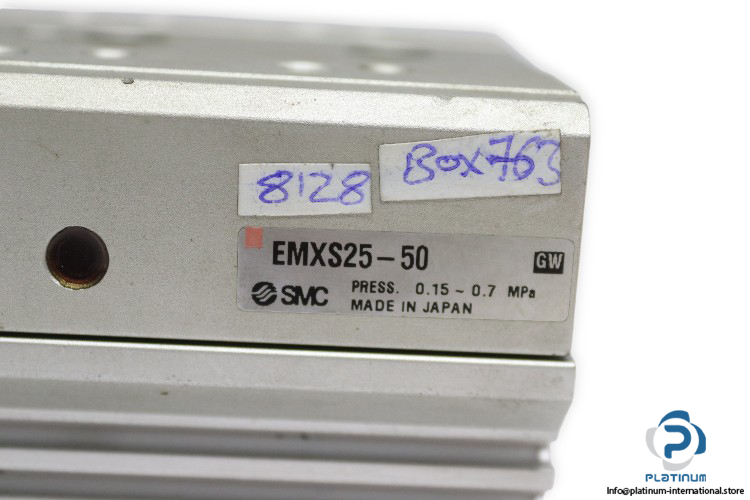 8128
Box763
EMXS25-50
GW
SMC
PRESS. 0.15 ~ 0.7 MPa
MADE IN JAPAN
PLATINUM
Info@platinum-international.store